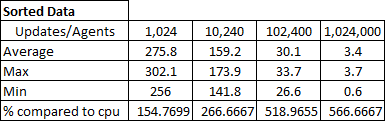 Sorted Data
Updates/Agents 1,024 10,240 102,400 1,024,000
Average 275.8 159.2 30.1 3.4
Max 302.1 173.9 33.7 3.7
Min 256 141.8 26.6 0.6
% compared to cpu 154.7699 266.6667 518.9655 566.6667